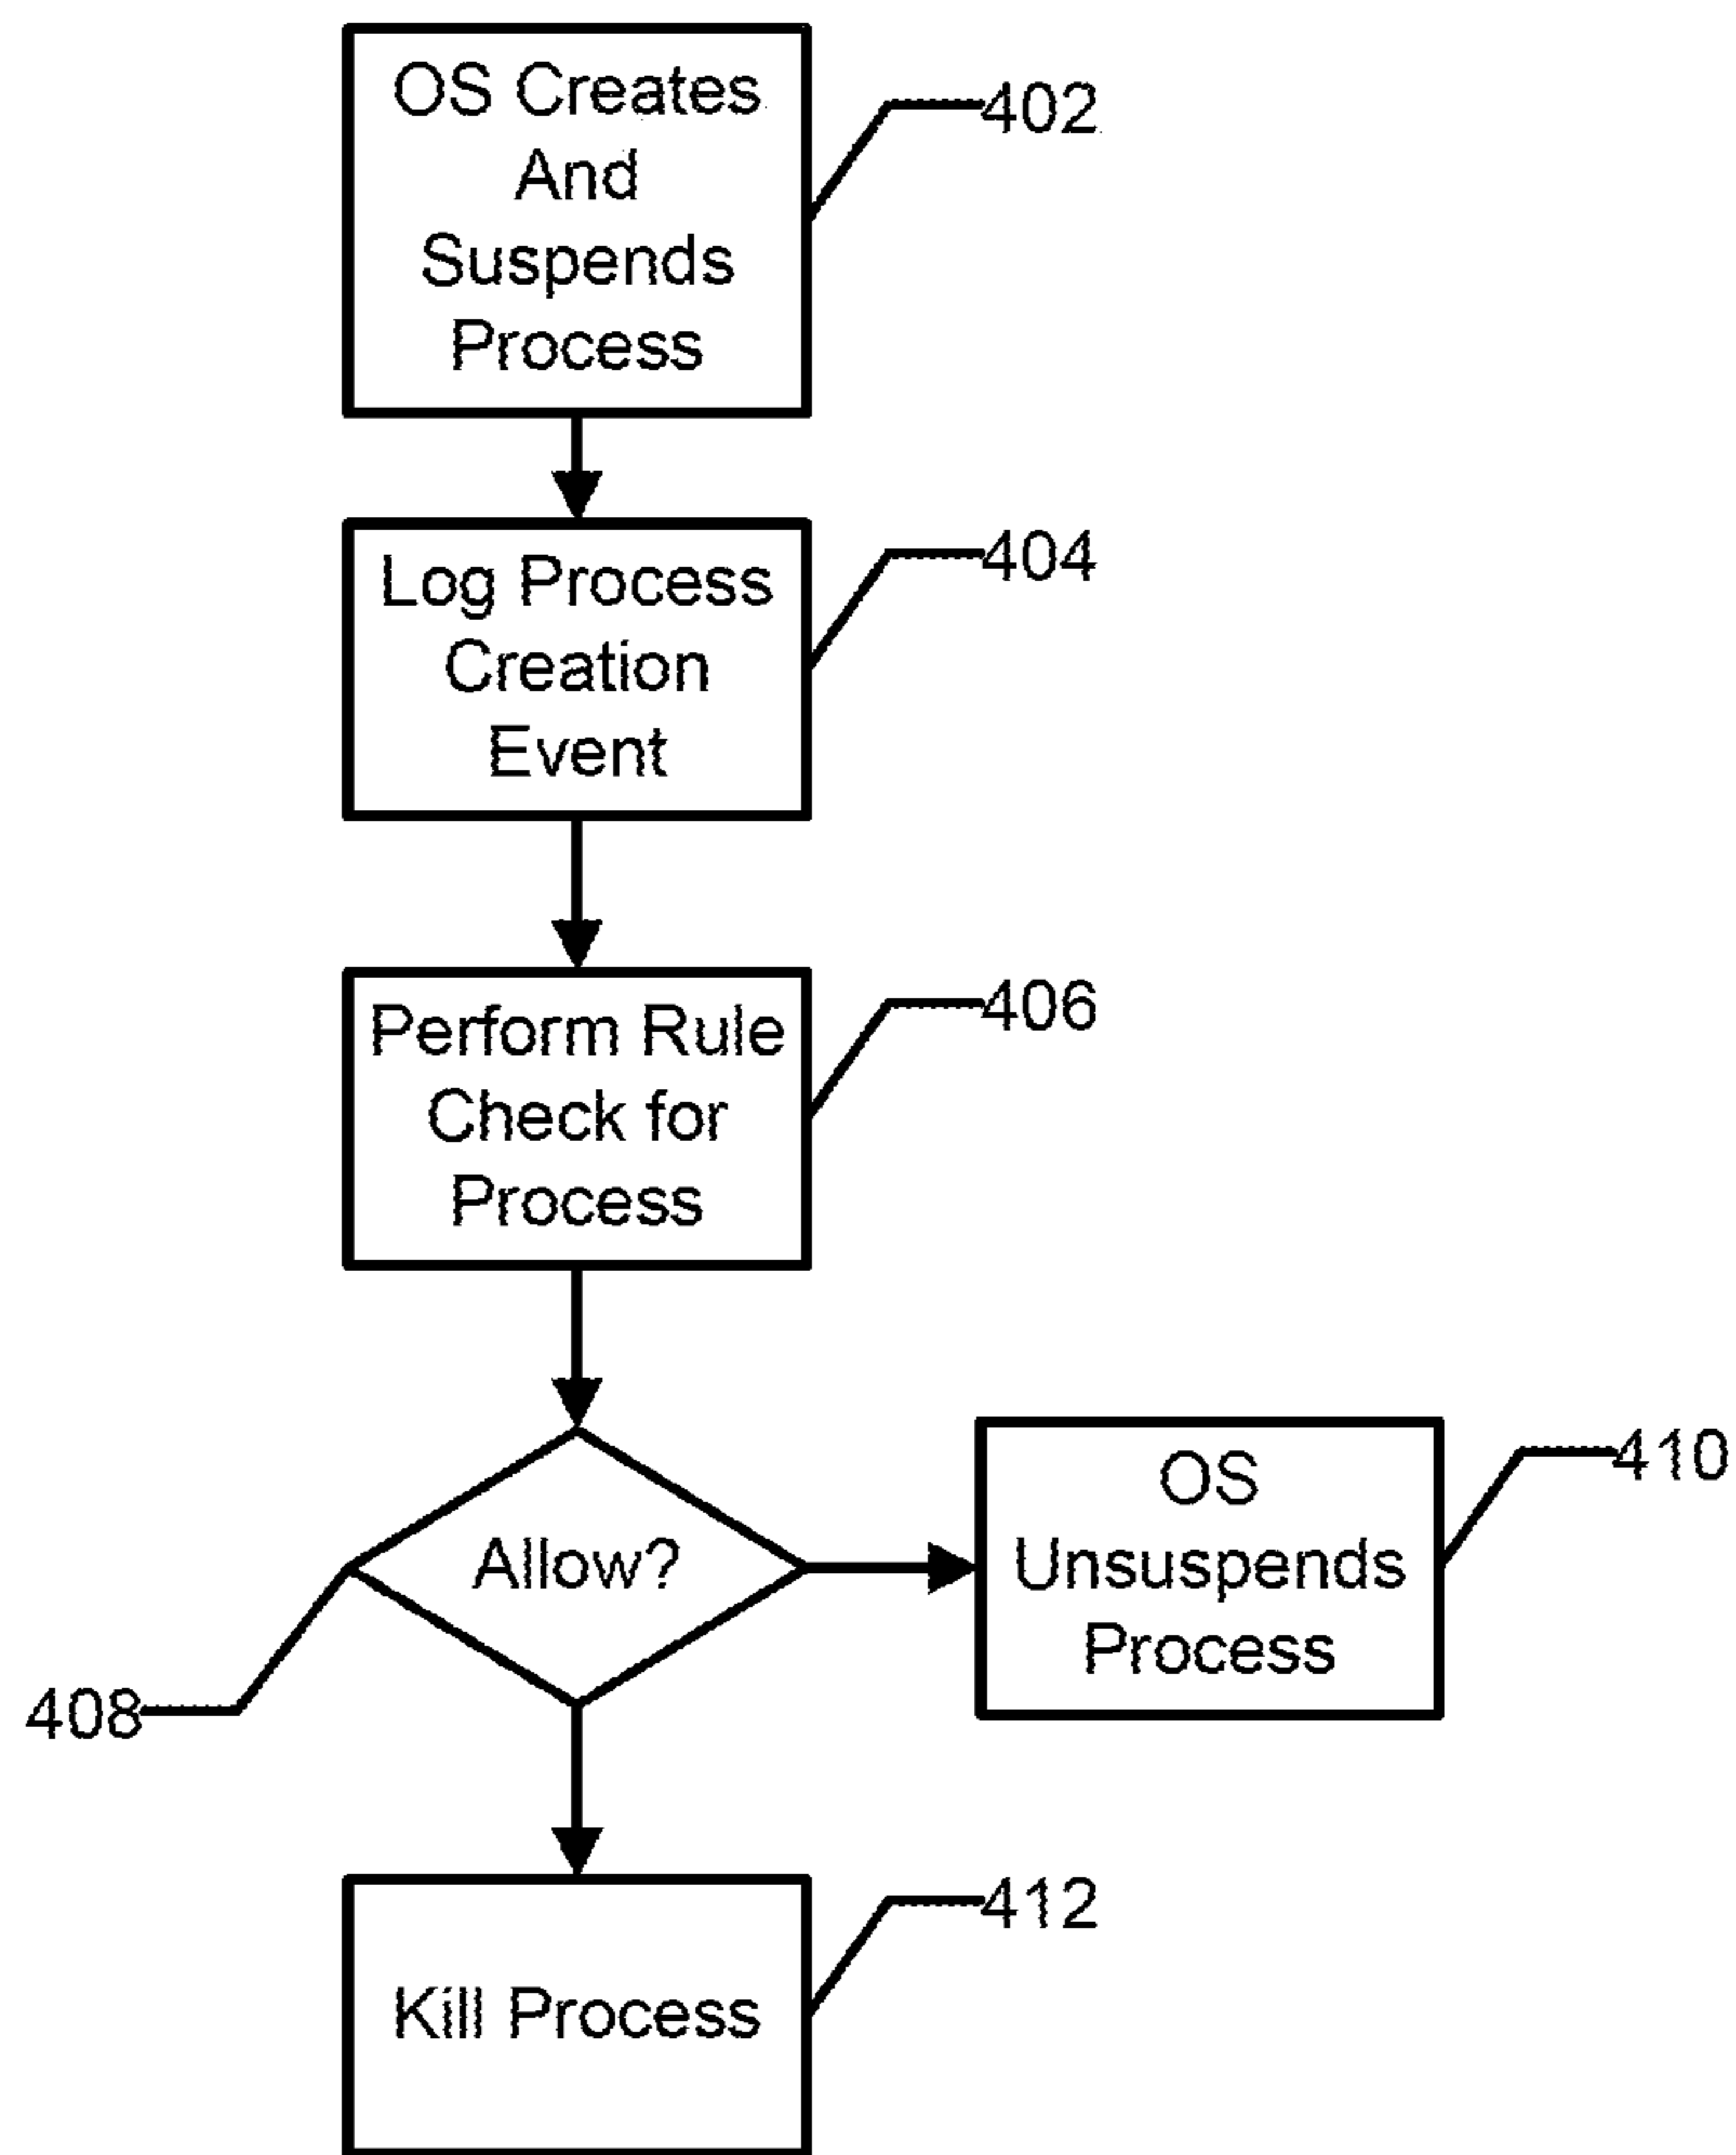 OS Creates
And
Suspends
Process
402
Log Process
Creation
Event
404
Perform Rule
Check for
Process
406
Allow?
408
OS
Unsuspends
Process
410
Kill Process
412